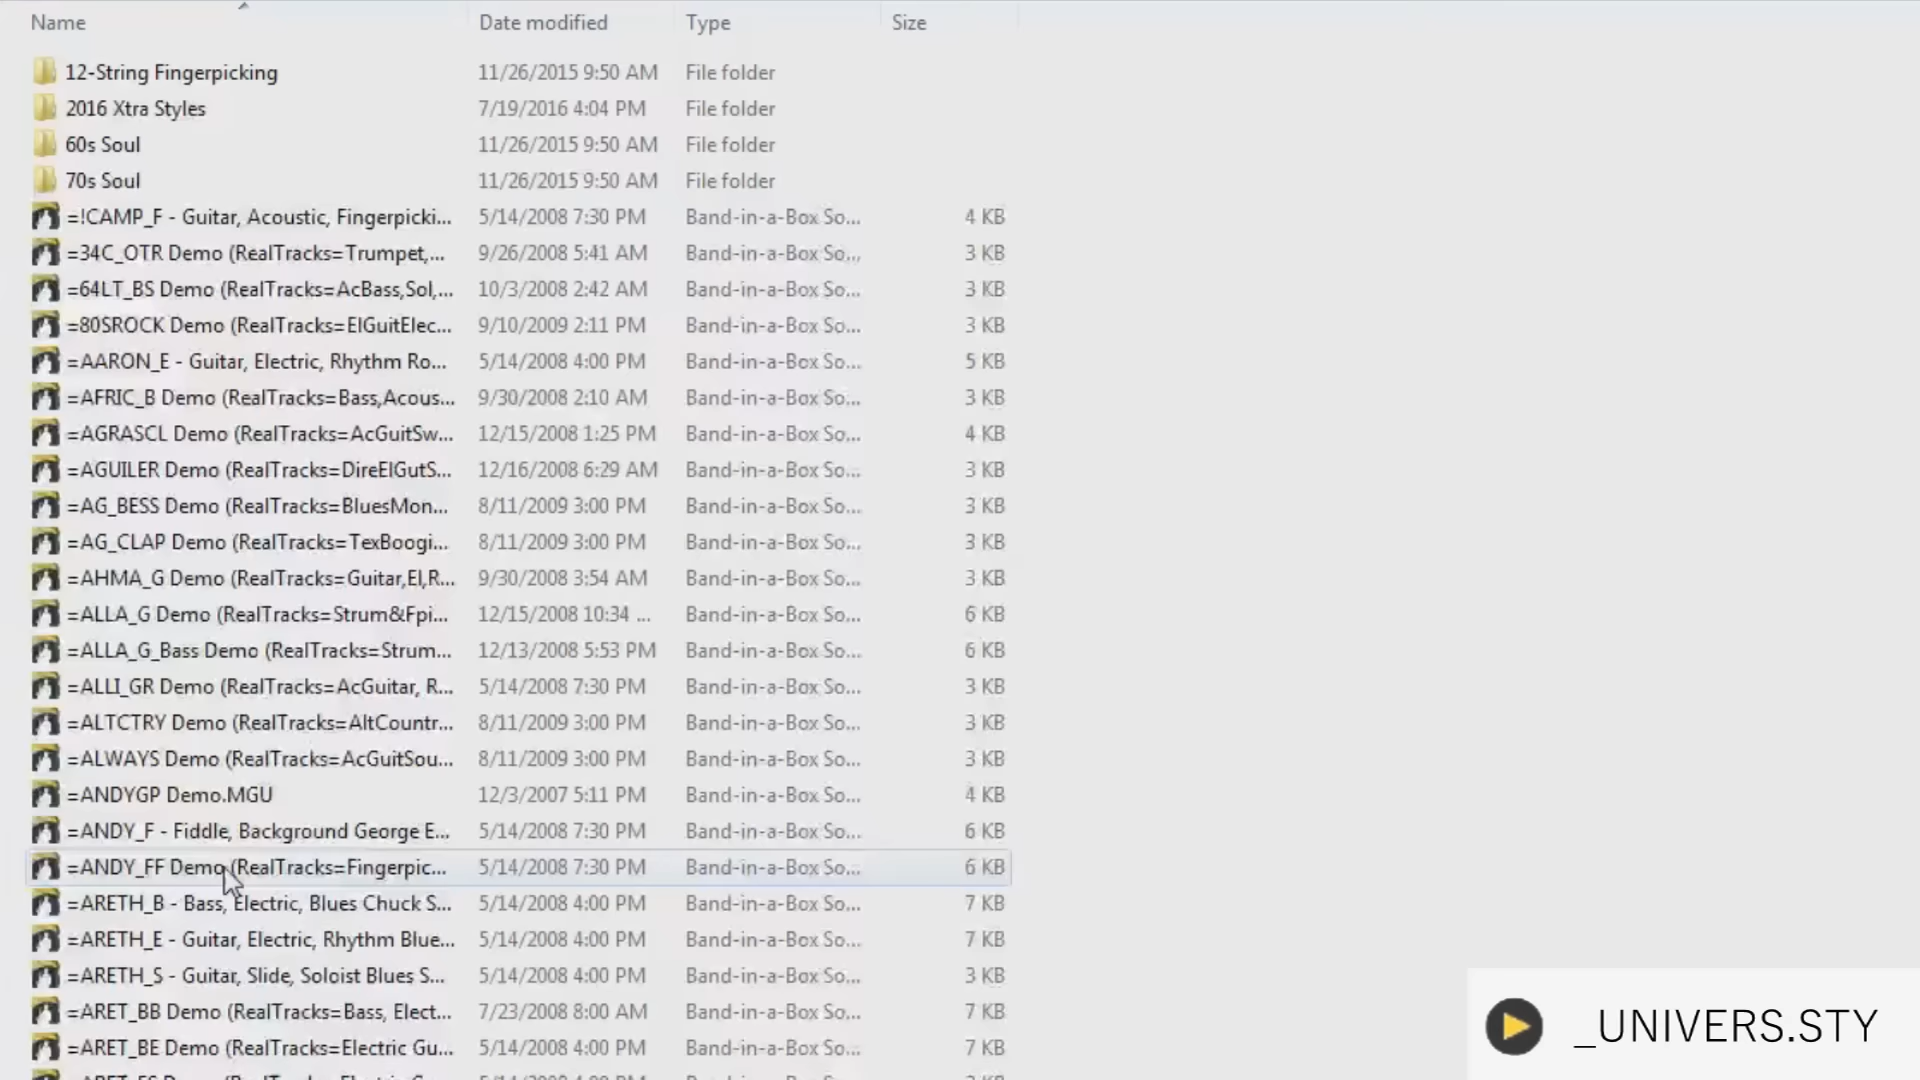 Name Date modified Type Size
12-String Fingerpicking 11/26/2015 9:50 AM File folder
2016 Xtra Styles 7/19/2016 4:04 PM File folder
60s Soul 11/26/2015 9:50 AM File folder
70s Soul 11/26/2015 9:50 AM File folder
=!CAMP_F - Guitar, Acoustic, Fingerpicki... 5/14/2008 7:30 PM Band-in-a-Box So... 4 KB
=34C_OTR Demo (RealTracks=Trumpet,... 9/26/2008 5:41 AM Band-in-a-Box So... 3 KB
=64LT_BS Demo (RealTracks=AcBass,Sol,... 10/3/2008 2:42 AM Band-in-a-Box So... 3 KB
=80SROCK Demo (RealTracks=ElGuitElec... 9/10/2009 2:11 PM Band-in-a-Box So... 3 KB
=AARON_E - Guitar, Electric, Rhythm Ro... 5/14/2008 4:00 PM Band-in-a-Box So... 5 KB
=AFRIC_B Demo (RealTracks=Bass,Acous... 9/30/2008 2:10 AM Band-in-a-Box So... 3 KB
=AGRASCL Demo (RealTracks=AcGuitSw... 12/15/2008 1:25 PM Band-in-a-Box So... 4 KB
=AGUILER Demo (RealTracks=DireElGutS... 12/16/2008 6:29 AM Band-in-a-Box So... 3 KB
=AG_BESS Demo (RealTracks=BluesMon... 8/11/2009 3:00 PM Band-in-a-Box So... 3 KB
=AG_CLAP Demo (RealTracks=TexBoogi... 8/11/2009 3:00 PM Band-in-a-Box So... 3 KB
=AHMA_G Demo (RealTracks=Guitar,El,R... 9/30/2008 3:54 AM Band-in-a-Box So... 3 KB
=ALLA_G Demo (RealTracks=Strum&Fpi... 12/15/2008 10:34 ... Band-in-a-Box So... 6 KB
=ALLA_G_Bass Demo (RealTracks=Strum... 12/13/2008 5:53 PM Band-in-a-Box So... 6 KB
=ALLI_GR Demo (RealTracks=AcGuitar, R... 5/14/2008 7:30 PM Band-in-a-Box So... 3 KB
=ALTCTRY Demo (RealTracks=AltCountr... 8/11/2009 3:00 PM Band-in-a-Box So... 3 KB
=ALWAYS Demo (RealTracks=AcGuitSou... 8/11/2009 3:00 PM Band-in-a-Box So... 3 KB
=ANDYGP Demo.MGU 12/3/2007 5:11 PM Band-in-a-Box So... 4 KB
=ANDY_F - Fiddle, Background George E... 5/14/2008 7:30 PM Band-in-a-Box So... 6 KB
=ANDY_FF Demo (RealTracks=Fingerpic... 5/14/2008 7:30 PM Band-in-a-Box So... 6 KB
=ARETH_B - Bass, Electric, Blues Chuck S... 5/14/2008 4:00 PM Band-in-a-Box So... 7 KB
=ARETH_E - Guitar, Electric, Rhythm Blue... 5/14/2008 4:00 PM Band-in-a-Box So... 7 KB
=ARETH_S - Guitar, Slide, Soloist Blues S... 5/14/2008 4:00 PM Band-in-a-Box So... 3 KB
=ARET_BB Demo (RealTracks=Bass, Elect... 7/23/2008 8:00 AM Band-in-a-Box So... 7 KB
=ARET_BE Demo (RealTracks=Electric Gu... 5/14/2008 4:00 PM Band-in-a-Box So... 7 KB
_UNIVERS.STY